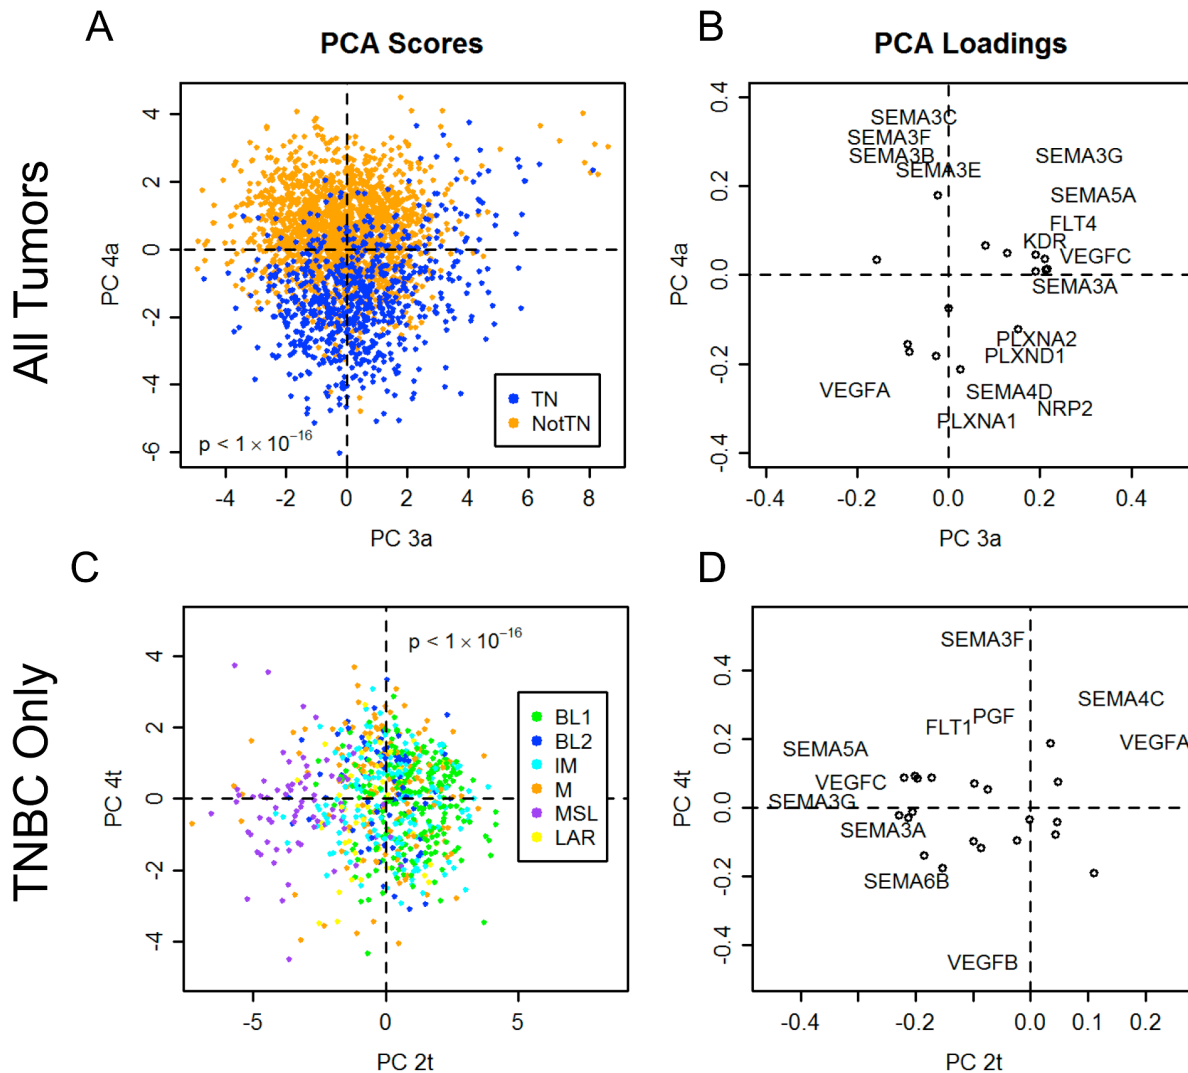 A
PCA Scores
All Tumors
PC 4a
4
2
0
-2
-4
-6
TN
NotTN
p < 1 × 10⁻¹⁶
-4
-2
0
2
4
6
8
PC 3a
B
PCA Loadings
PC 4a
0.4
0.2
0.0
-0.2
-0.4
SEMA3C
SEMA3F
SEMA3B
SEMA3G
SEMA3E
SEMA5A
FLT4
KDR
VEGFC
SEMA3A
PLXNA2
PLXND1
VEGFA
SEMA4D
NRP2
PLXNA1
-0.4
-0.2
0.0
0.2
0.4
PC 3a
C
TNBC Only
PC 4t
4
2
0
-2
-4
p < 1 × 10⁻¹⁶
BL1
BL2
IM
M
MSL
LAR
-5
0
5
PC 2t
D
PC 4t
0.4
0.2
0.0
-0.2
-0.4
SEMA3F
SEMA4C
PGF
FLT1
VEGFA
SEMA5A
VEGFC
SEMA3G
SEMA3A
SEMA6B
VEGFB
-0.4
-0.2
0.0
0.1
0.2
PC 2t